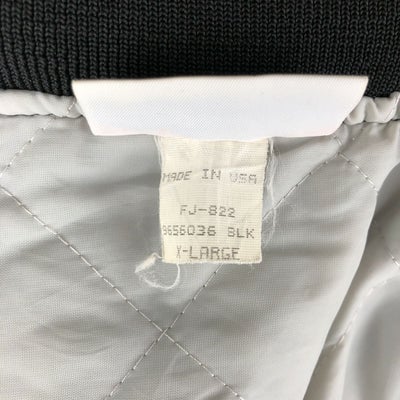 MADE IN USA
FJ-822
9656036 BLK
X-LARGE